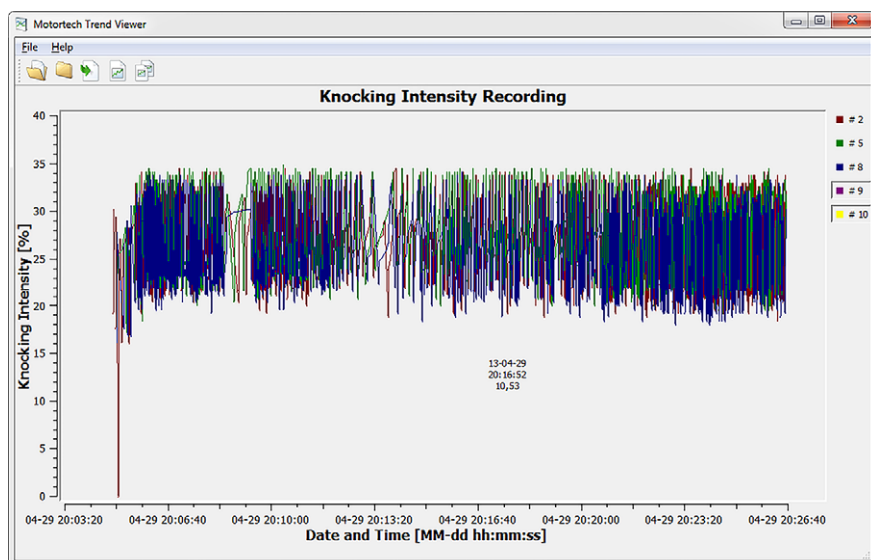 Motortech Trend Viewer
File Help
Knocking Intensity Recording
40
35
30
25
20
15
10
5
0
Knocking Intensity [%]
# 2
# 5
# 8
# 9
# 10
13-04-29
20:16:52
10,53
04-29 20:03:20 04-29 20:06:40 04-29 20:10:00 04-29 20:13:20 04-29 20:16:40 04-29 20:20:00 04-29 20:23:20 04-29 20:26:40
Date and Time [MM-dd hh:mm:ss]